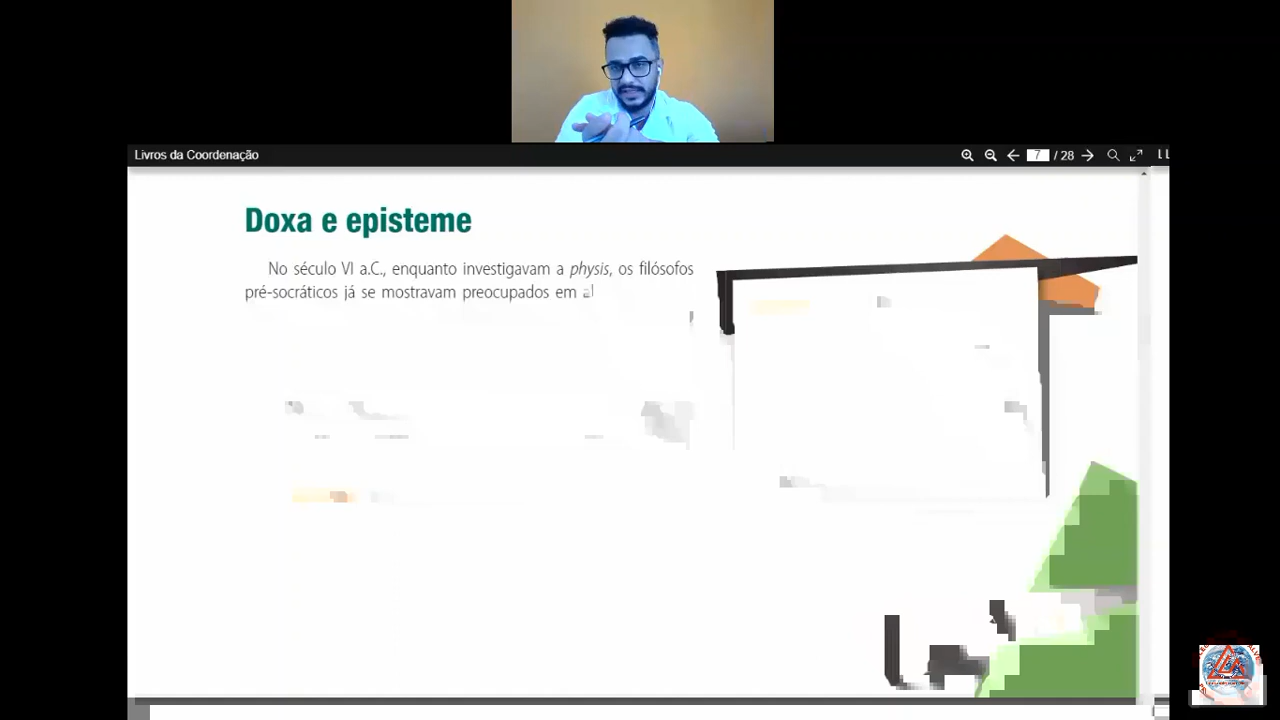 Livros da Coordenação
7 / 28
Doxa e episteme
No século VI a.C., enquanto investigavam a physis, os filósofos
pré-socráticos já se mostravam preocupados em